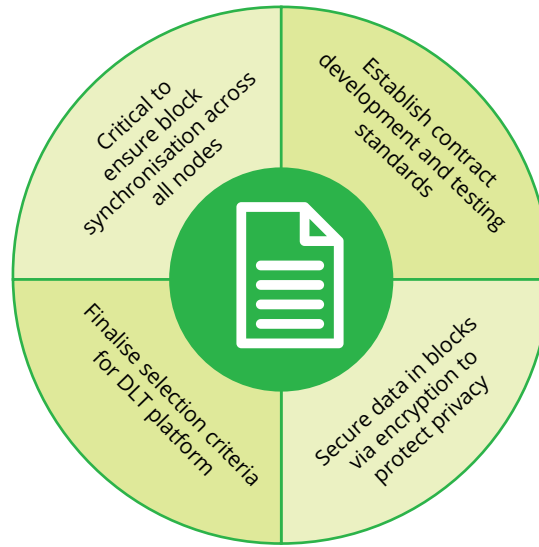 Critical to
ensure block
synchronisation across
all nodes
Establish contract
development and testing
standards
Finalise selection criteria
for DLT platform
Secure data in blocks
via encryption to
protect privacy